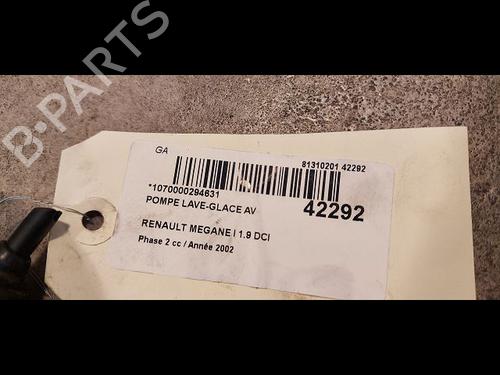 B-PARTS
GA
81310201 42292
*1070000294631
POMPE LAVE-GLACE AV
42292
RENAULT MEGANE I 1.9 DCI
Phase 2 cc / Année 2002